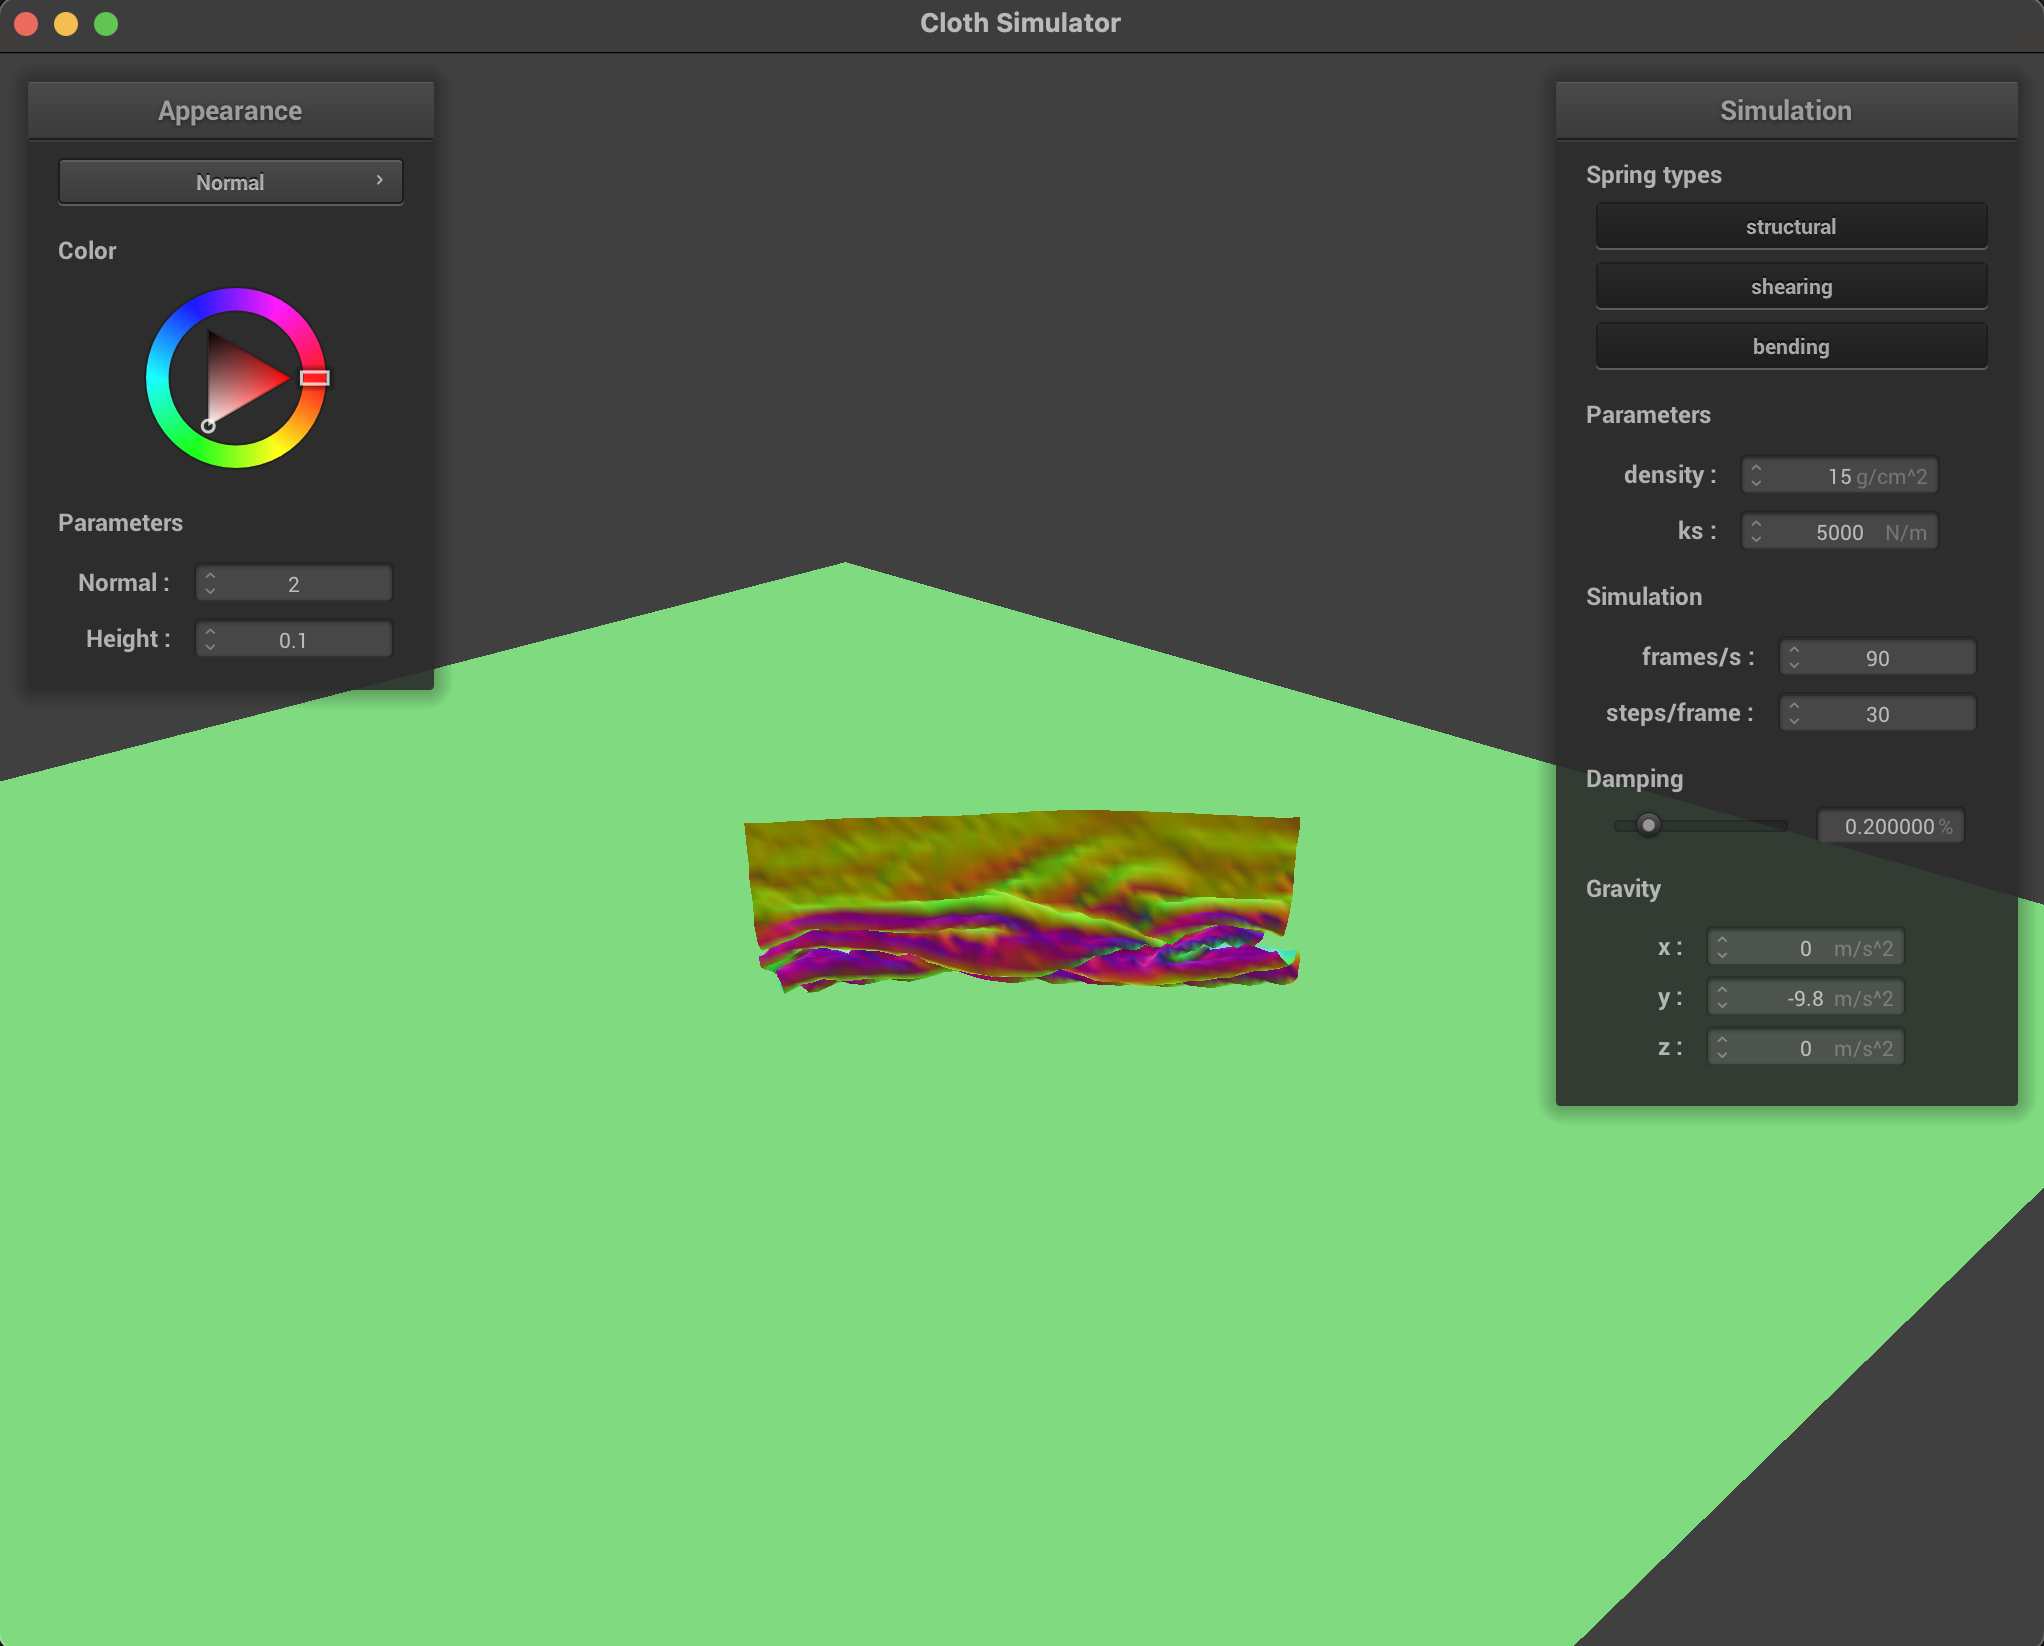 Cloth Simulator
Appearance
Normal
Color
Parameters
Normal : 2
Height : 0.1
Simulation
Spring types
structural
shearing
bending
Parameters
density : 15 g/cm^2
ks : 5000 N/m
Simulation
frames/s : 90
steps/frame : 30
Damping
0.200000 %
Gravity
x : 0 m/s^2
y : -9.8 m/s^2
z : 0 m/s^2